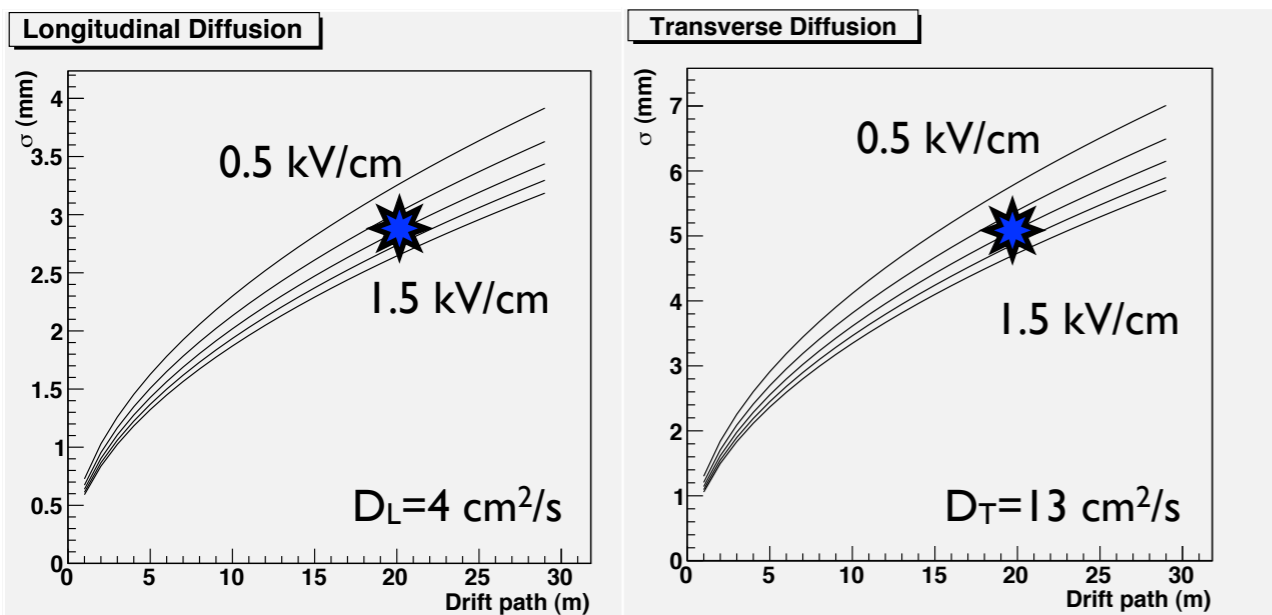 Longitudinal Diffusion
σ (mm)
4
3.5
3
2.5
2
1.5
1
0.5
0
0.5 kV/cm
1.5 kV/cm
D_L=4 cm²/s
0 5 10 15 20 25 30
Drift path (m)
Transverse Diffusion
σ (mm)
7
6
5
4
3
2
1
0
0.5 kV/cm
1.5 kV/cm
D_T=13 cm²/s
0 5 10 15 20 25 30
Drift path (m)